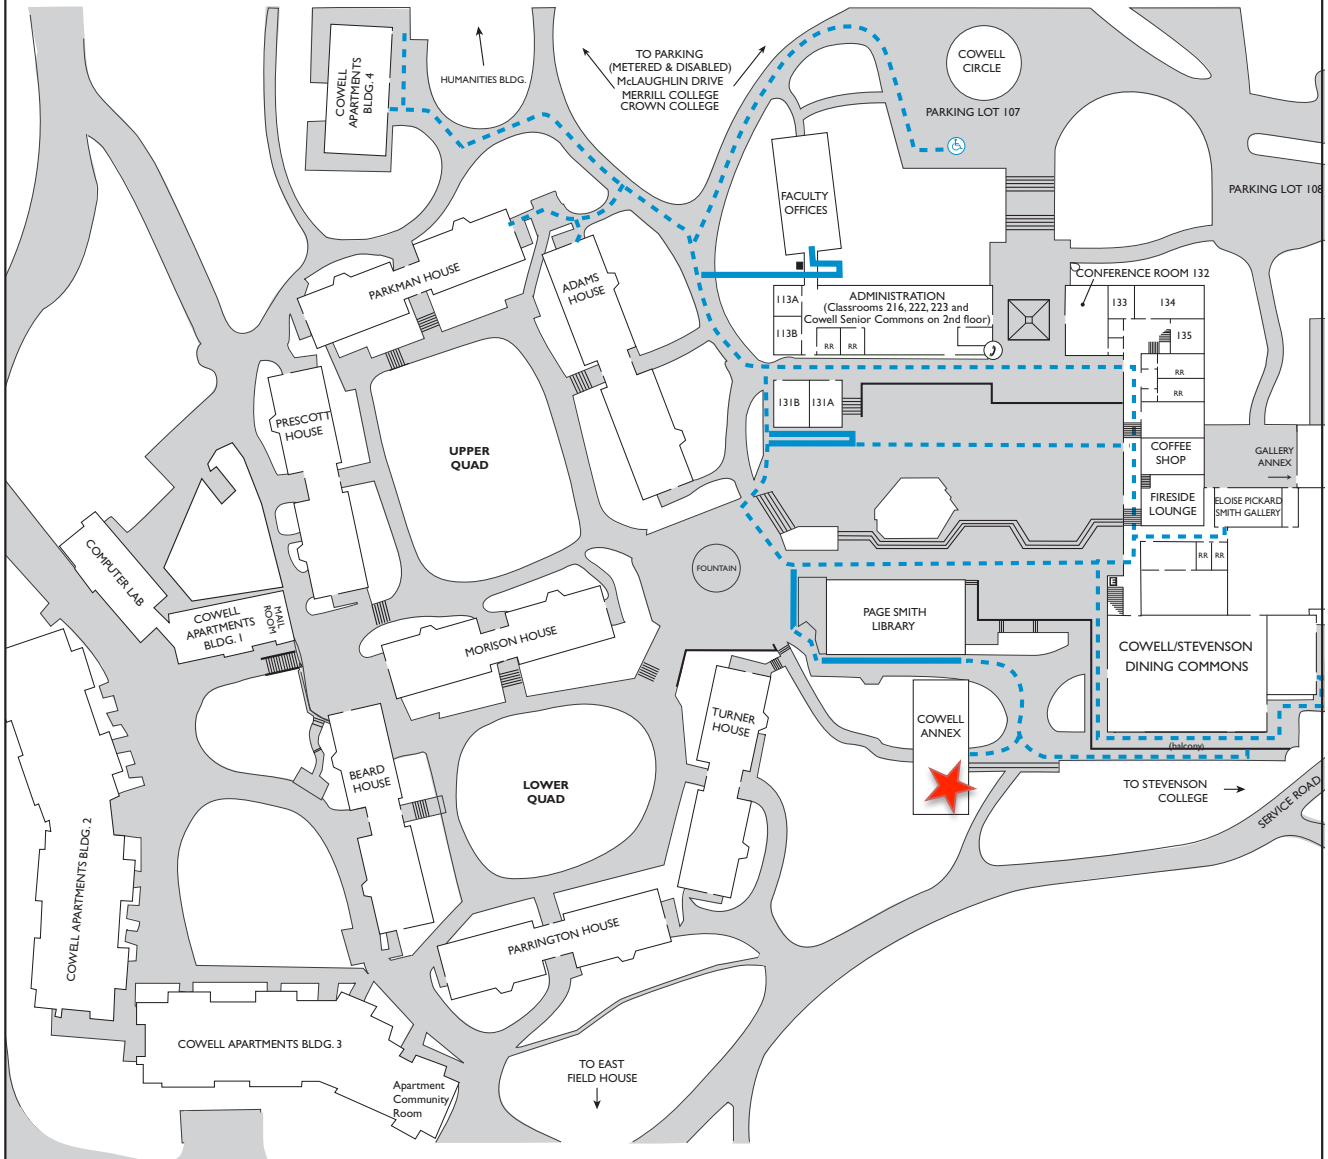 COWELL
APARTMENTS
BLDG. 4
HUMANITIES BLDG.
TO PARKING
(METERED & DISABLED)
McLAUGHLIN DRIVE
MERRILL COLLEGE
CROWN COLLEGE
COWELL
CIRCLE
PARKING LOT 107
PARKING LOT 108
FACULTY
OFFICES
PARKMAN HOUSE
ADAMS
HOUSE
CONFERENCE ROOM 132
113A
113B
ADMINISTRATION
(Classrooms 216, 222, 223 and
Cowell Senior Commons on 2nd floor)
RR
RR
133
134
135
RR
RR
131B
131A
PRESCOTT
HOUSE
UPPER
QUAD
COFFEE
SHOP
GALLERY
ANNEX
FIRESIDE
LOUNGE
ELOISE PICKARD
SMITH GALLERY
COMPUTER LAB
FOUNTAIN
RR
RR
E
COWELL
APARTMENTS
BLDG. 1
MAIL
ROOM
MORISON HOUSE
PAGE SMITH
LIBRARY
COWELL/STEVENSON
DINING COMMONS
TURNER
HOUSE
COWELL
ANNEX
(balcony)
BEARD
HOUSE
LOWER
QUAD
TO STEVENSON
COLLEGE
SERVICE ROAD
COWELL APARTMENTS BLDG. 2
PARRINGTON HOUSE
COWELL APARTMENTS BLDG. 3
TO EAST
FIELD HOUSE
Apartment
Community
Room